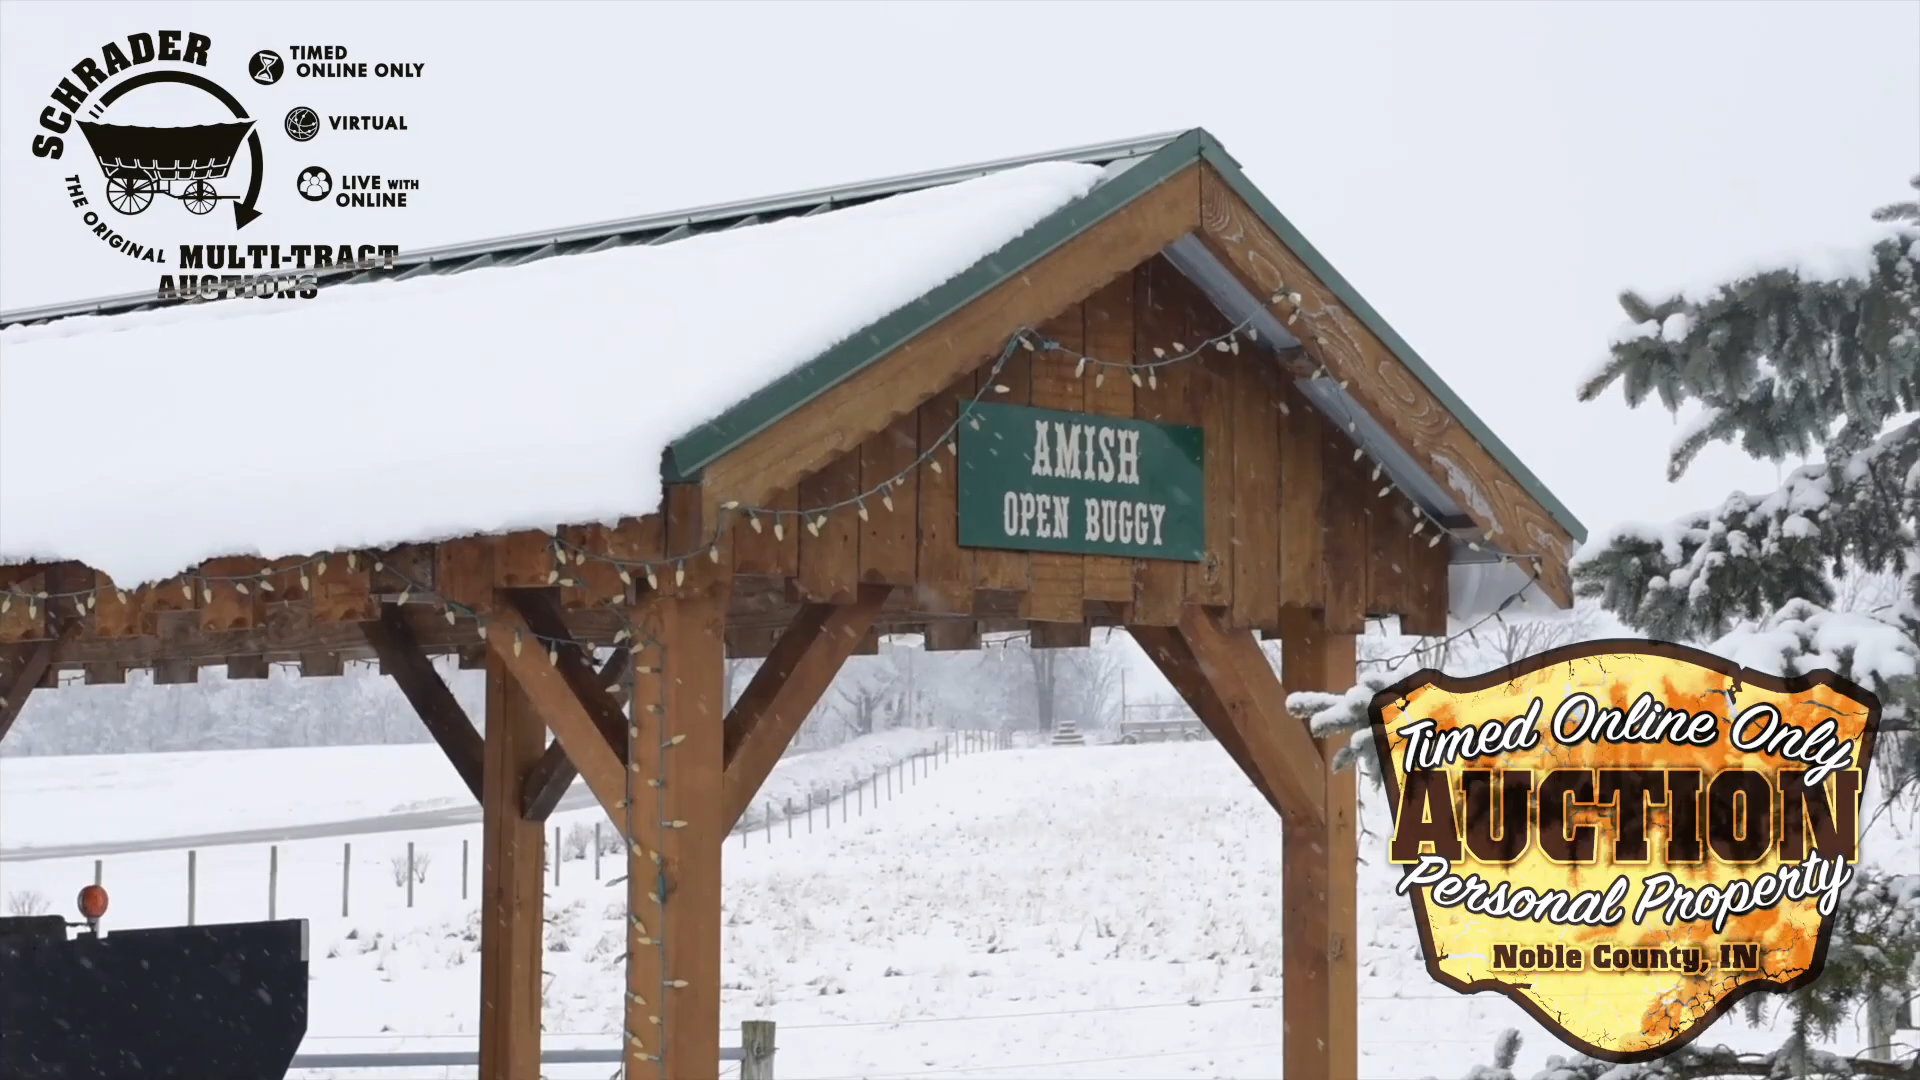 SCHRADER
TIMED
ONLINE ONLY
VIRTUAL
LIVE WITH
ONLINE
THE ORIGINAL
MULTI-TRACT
AUCTIONS
AMISH
OPEN BUGGY
Timed Online Only
AUCTION
Personal Property
Noble County, IN